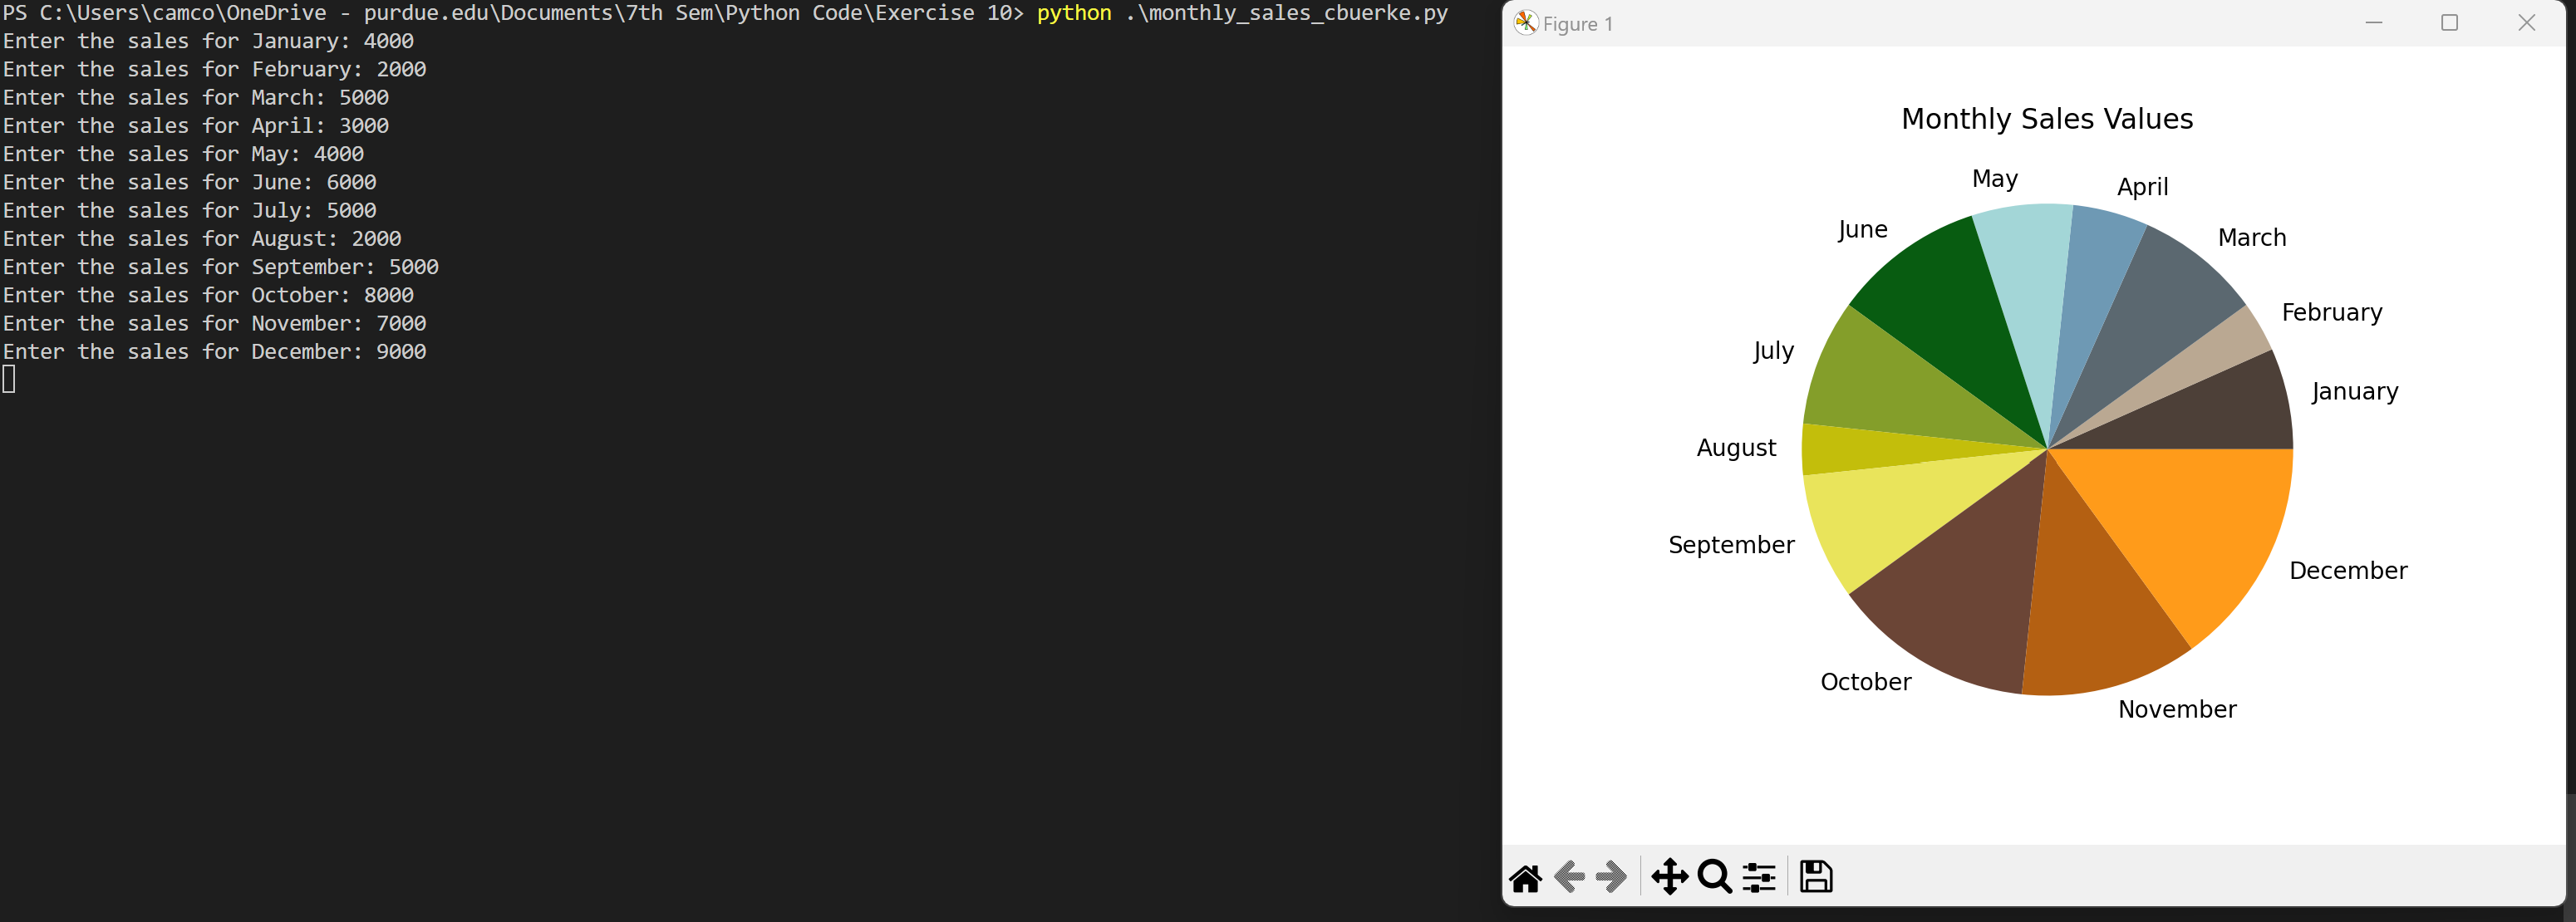 PS C:\Users\camco\OneDrive - purdue.edu\Documents\7th Sem\Python Code\Exercise 10> python .\monthly_sales_cbuerke.py
Enter the sales for January: 4000
Enter the sales for February: 2000
Enter the sales for March: 5000
Enter the sales for April: 3000
Enter the sales for May: 4000
Enter the sales for June: 6000
Enter the sales for July: 5000
Enter the sales for August: 2000
Enter the sales for September: 5000
Enter the sales for October: 8000
Enter the sales for November: 7000
Enter the sales for December: 9000
Figure 1
Monthly Sales Values
May
April
June
March
February
July
January
August
September
December
October
November